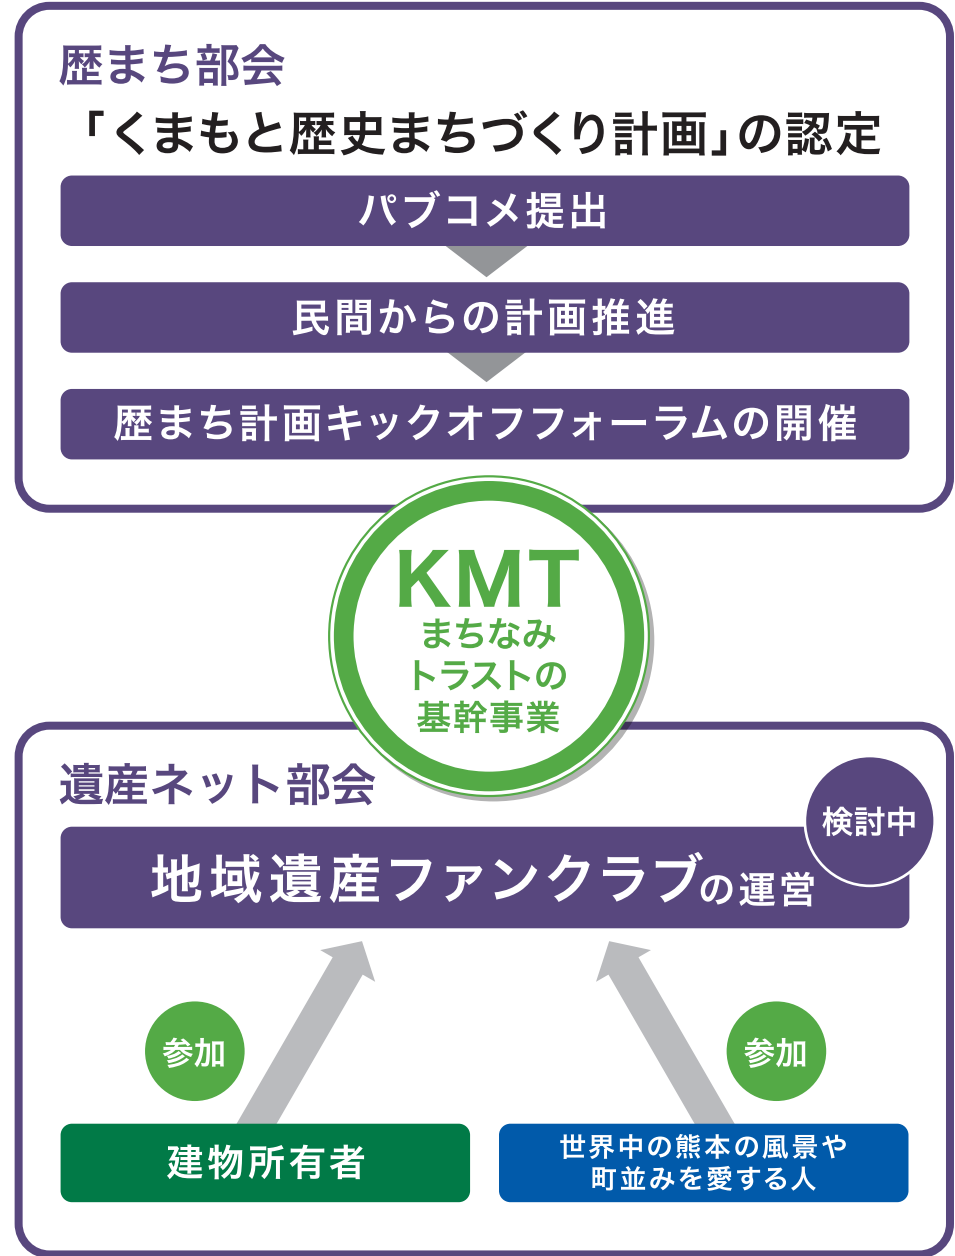 歴まち部会
「くまもと歴史まちづくり計画」の認定
パブコメ提出
民間からの計画推進
歴まち計画キックオフフォーラムの開催
KMT
まちなみ
トラストの
基幹事業
遺産ネット部会
検討中
地域遺産ファンクラブの運営
参加
参加
建物所有者
世界中の熊本の風景や
町並みを愛する人